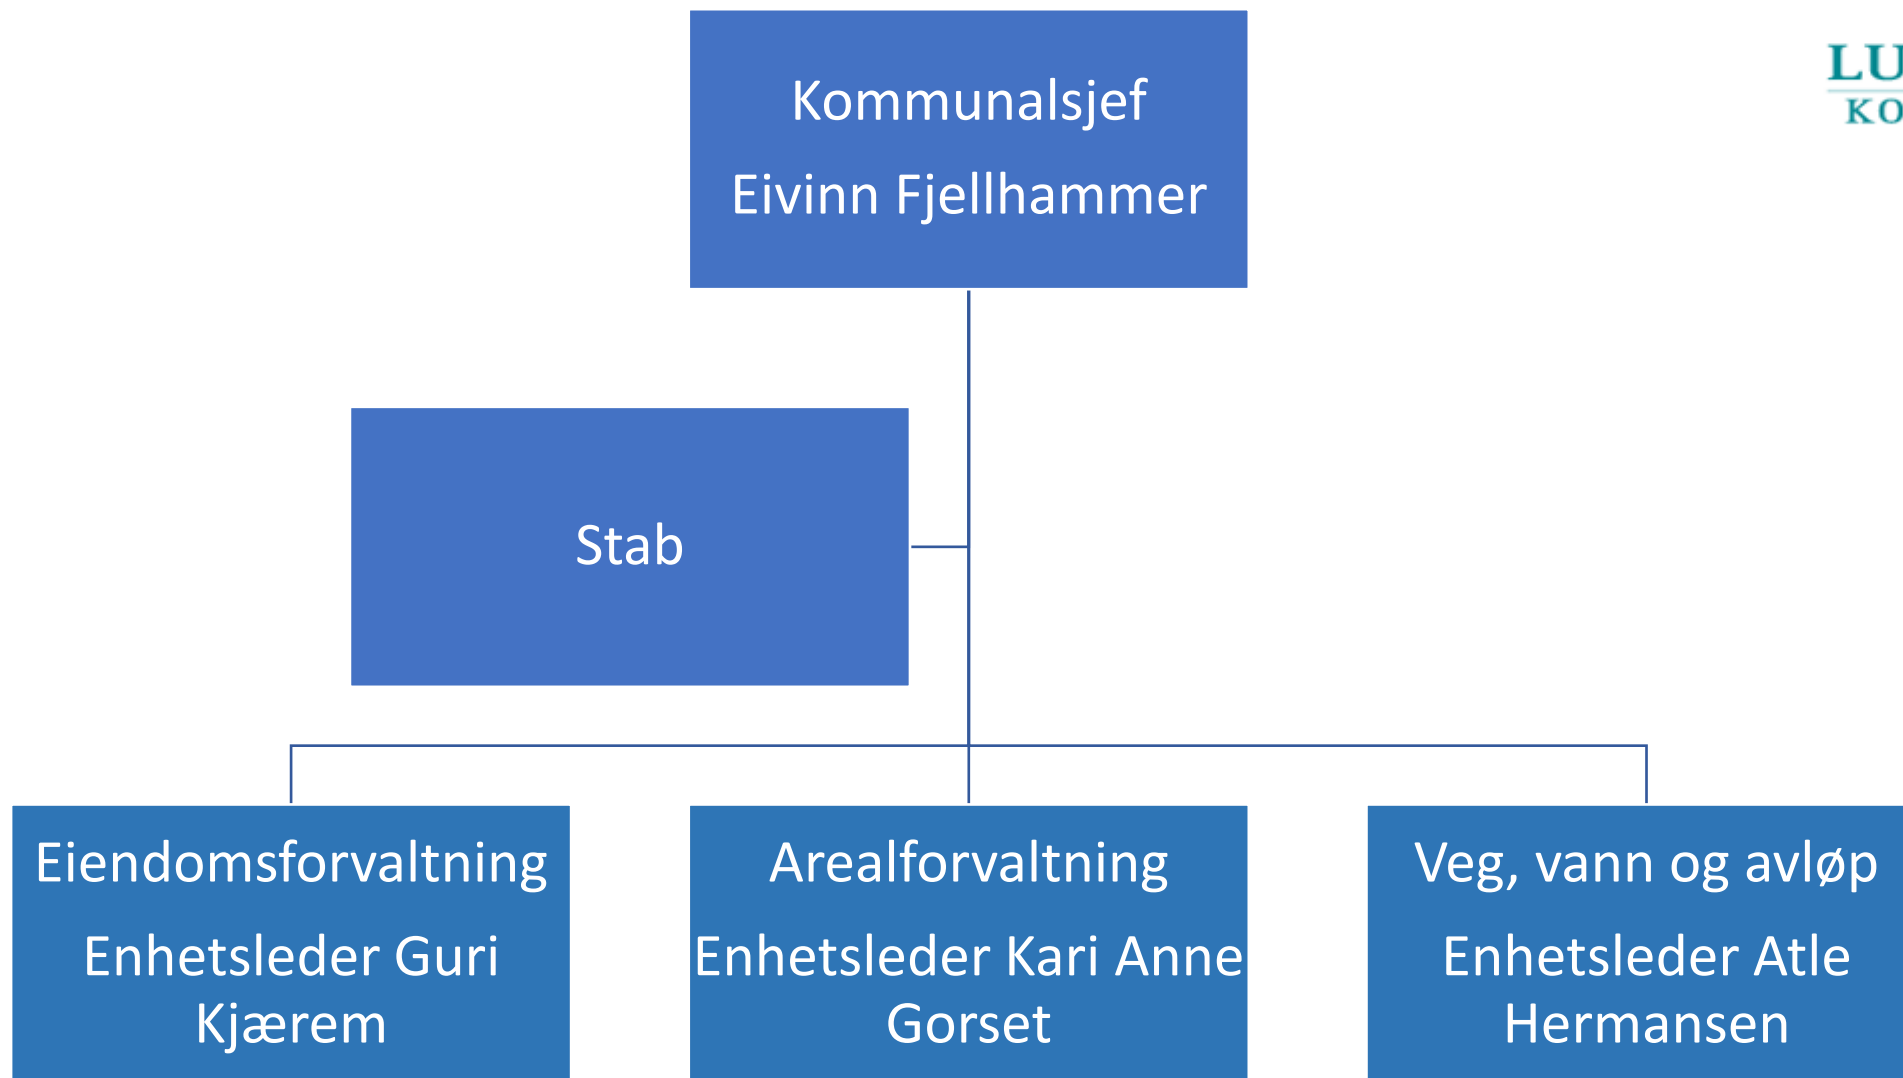 Kommunalsjef
Eivinn Fjellhammer
LU
KO
Stab
Eiendomsforvaltning
Enhetsleder Guri
Kjærem
Arealforvaltning
Enhetsleder Kari Anne
Gorset
Veg, vann og avløp
Enhetsleder Atle
Hermansen